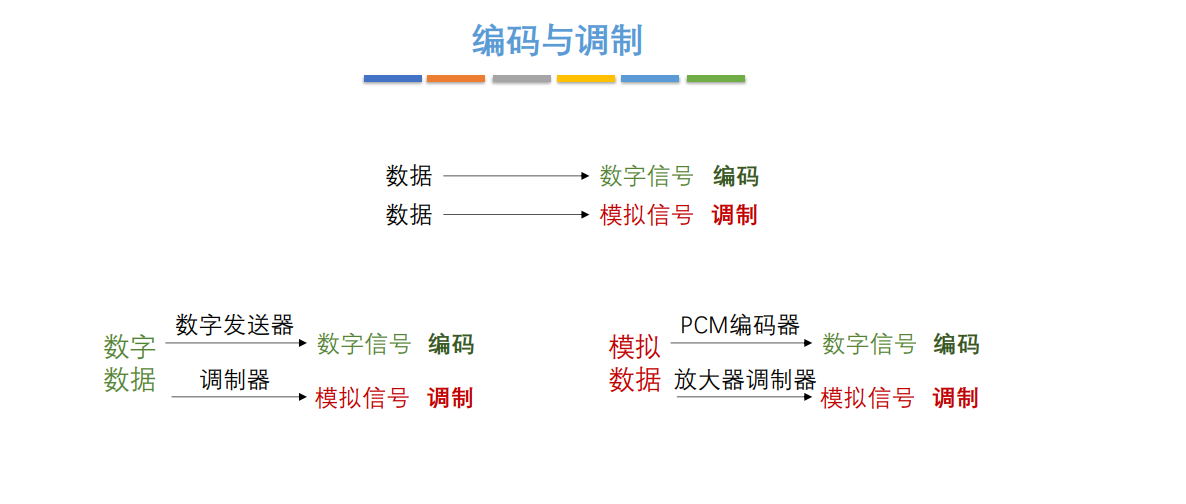 编码与调制
数据 数字信号 编码
数据 模拟信号 调制
数字数据
数字发送器
数字信号 编码
调制器
模拟信号 调制
模拟数据
PCM编码器
数字信号 编码
放大器调制器
模拟信号 调制